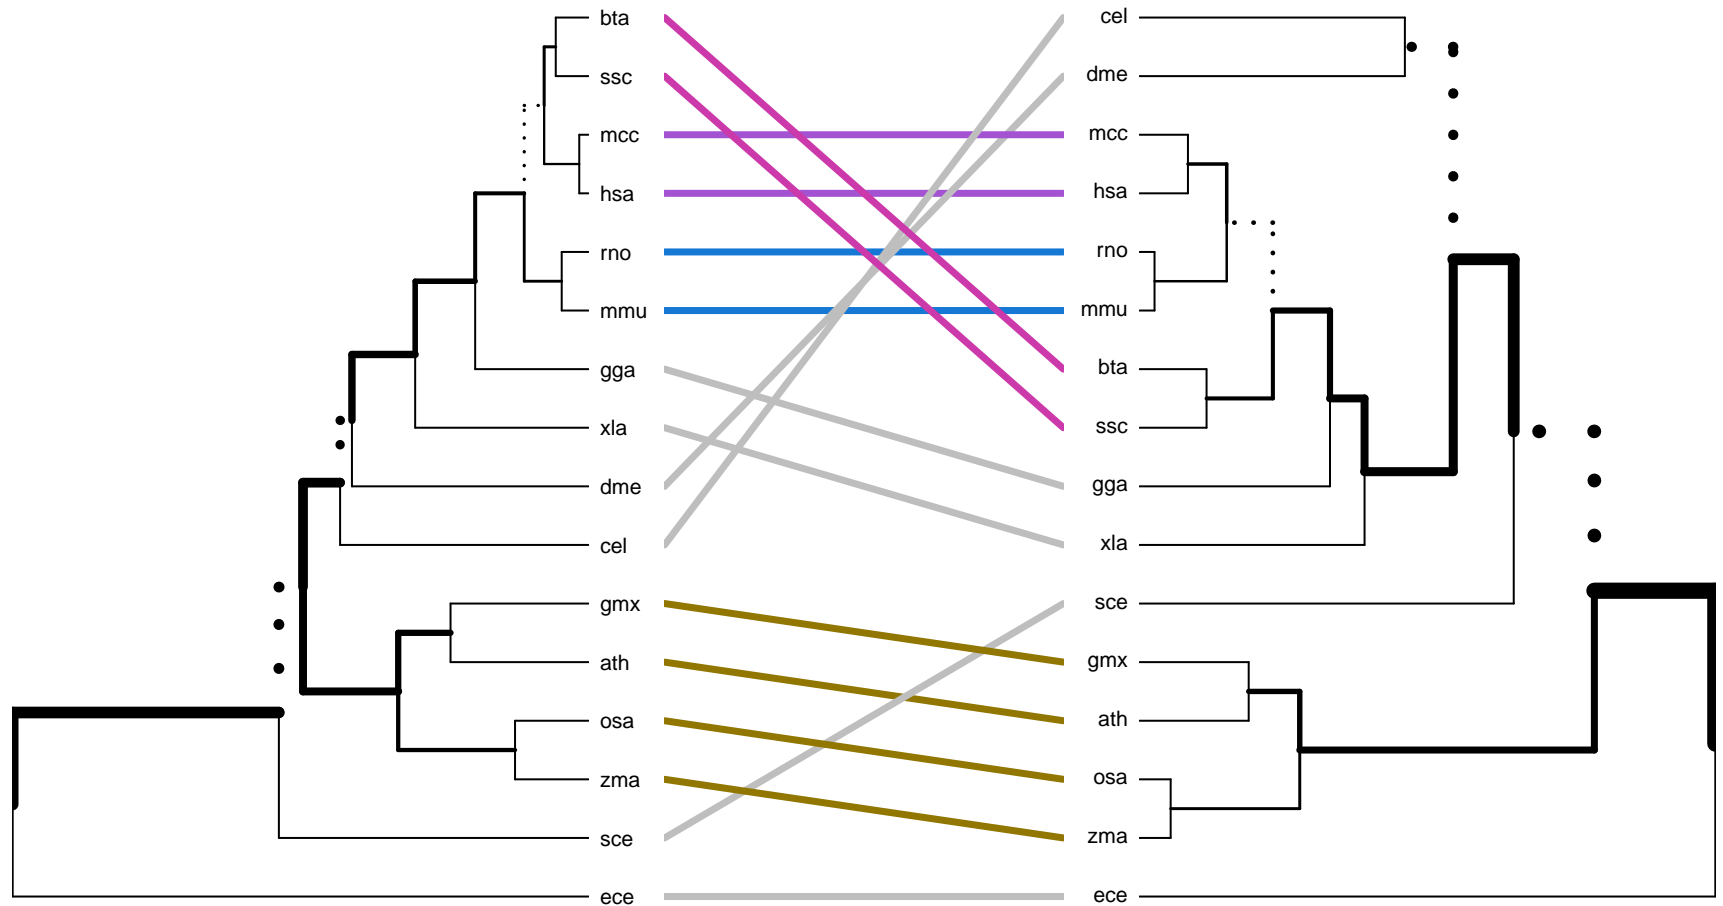 bta cel
ssc dme
mcc mcc
hsa hsa
rno rno
mmu mmu
gga bta
xla ssc
dme gga
cel xla
gmx sce
ath gmx
osa ath
zma osa
sce zma
ece ece